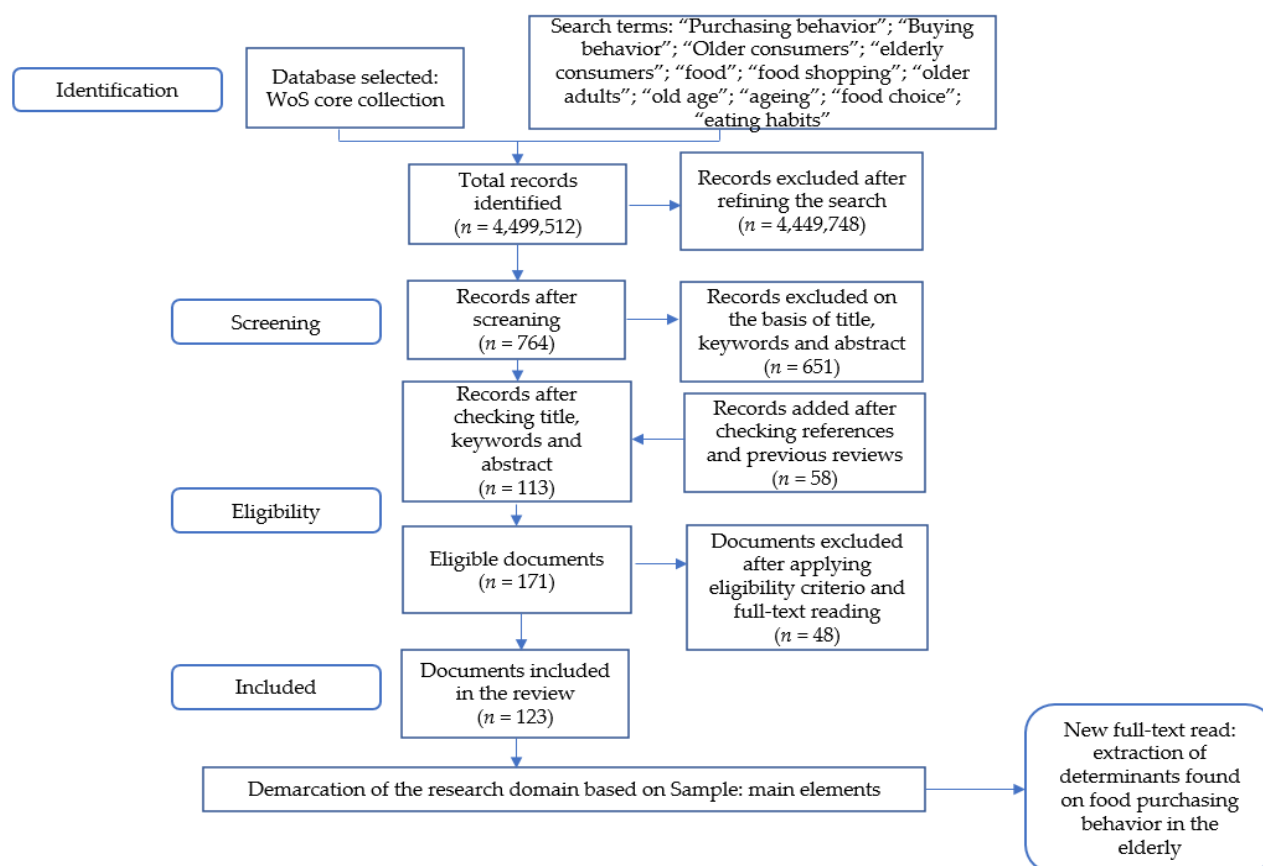 Identification
Database selected:
WoS core collection
Search terms: “Purchasing behavior”; “Buying
behavior”; “Older consumers”; “elderly
consumers”; “food”; “food shopping”; “older
adults”; “old age”; “ageing”; “food choice”;
“eating habits”
Total records
identified
(n = 4,499,512)
Records excluded after
refining the search
(n = 4,449,748)
Screening
Records after
screaning
(n = 764)
Records excluded on
the basis of title,
keywords and abstract
(n = 651)
Records after
checking title,
keywords and
abstract
(n = 113)
Records added after
checking references
and previous reviews
(n = 58)
Eligibility
Eligible documents
(n = 171)
Documents excluded
after applying
eligibility criterio and
full-text reading
(n = 48)
Included
Documents included
in the review
(n = 123)
Demarcation of the research domain based on Sample: main elements
New full-text read:
extraction of
determinants found
on food purchasing
behavior in the
elderly